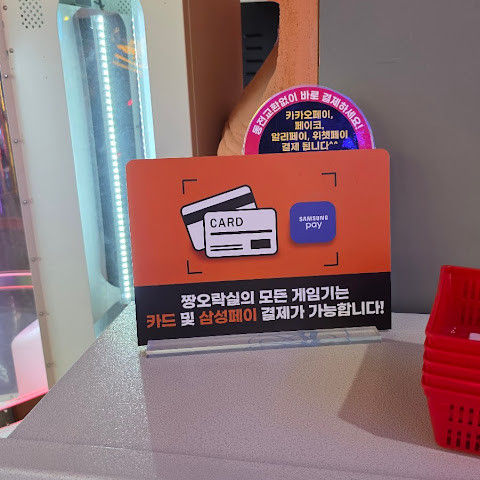 동전교환없이 바로 결제하세요!
카카오페이,
페이코,
알리페이, 위챗페이
결제 됩니다^^
CARD
SAMSUNG
pay
짱오락실의 모든 게임기는
카드 및 삼성페이 결제가 가능합니다!